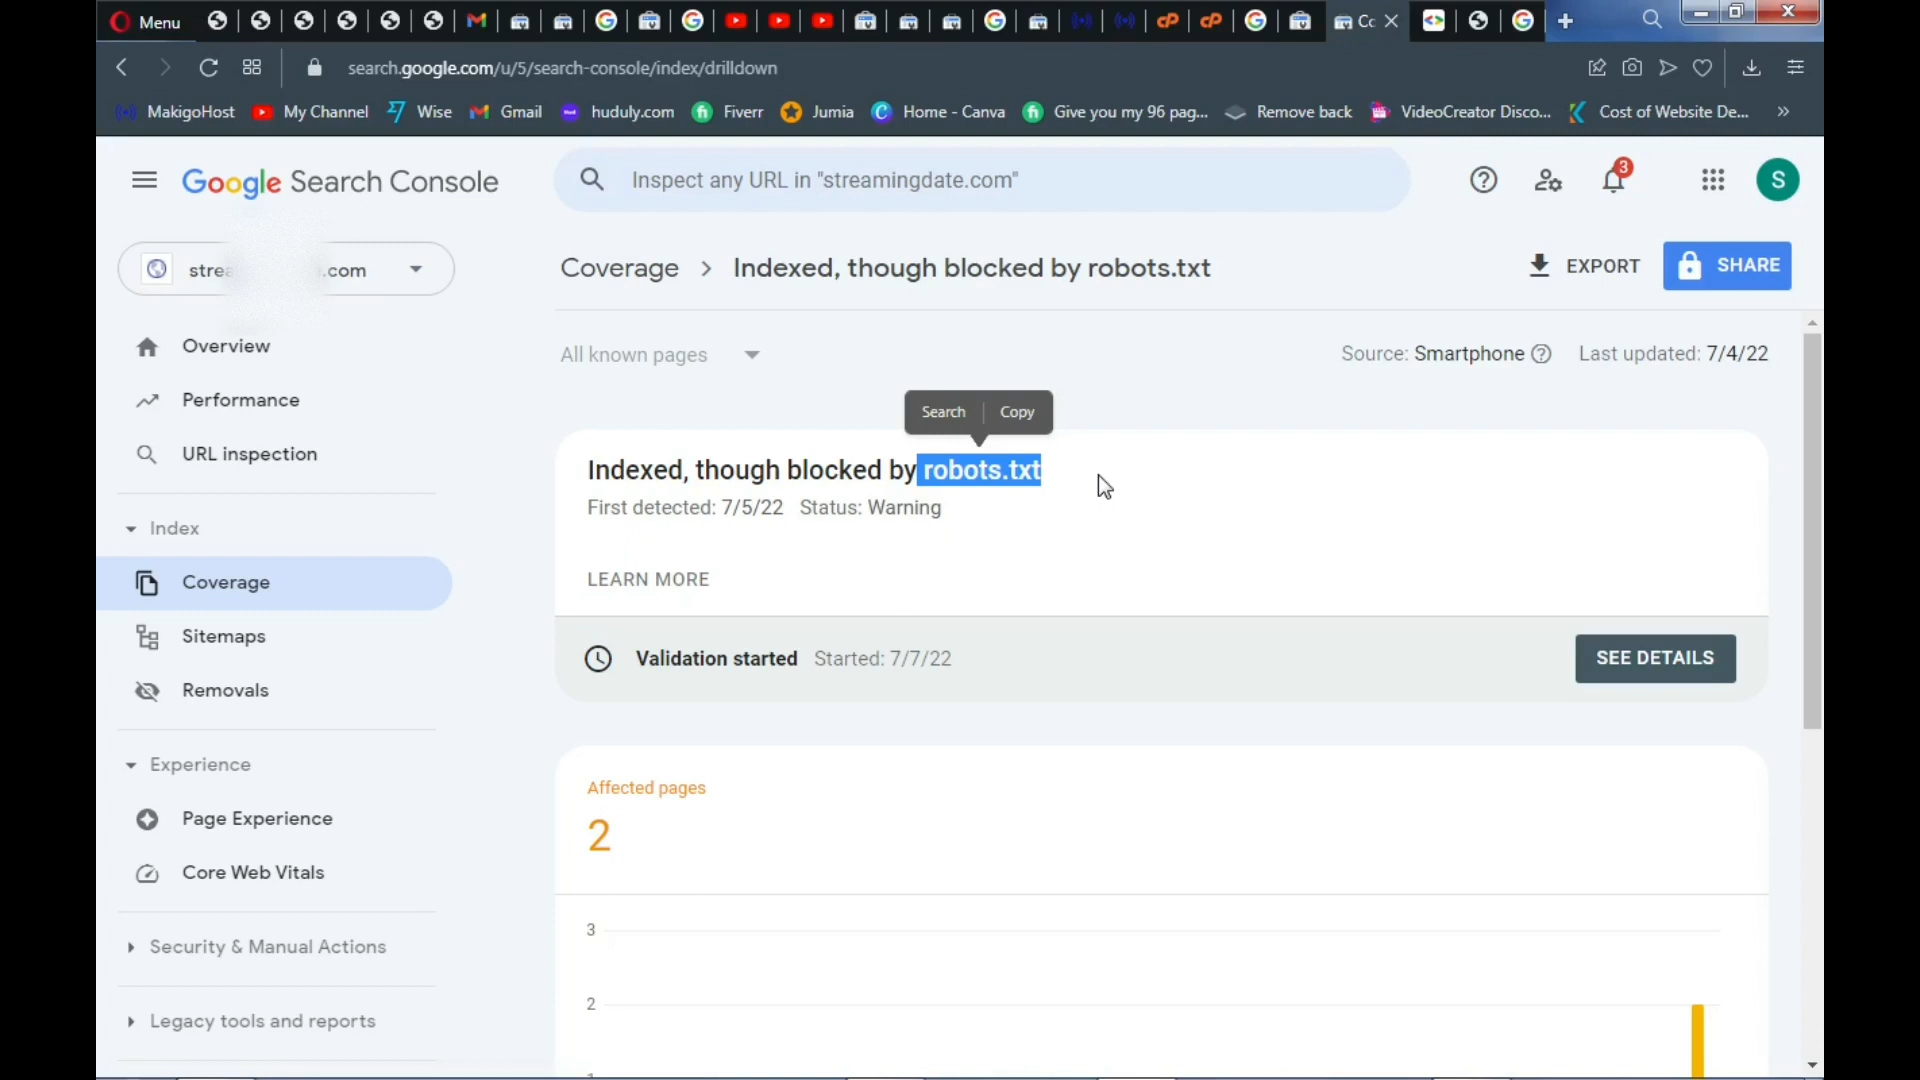 Menu
Cc
search.google.com/u/5/search-console/index/drilldown
MakigoHost My Channel Wise Gmail huduly.com Fiverr Jumia Home - Canva Give you my 96 pag... Remove back VideoCreator Disco... Cost of Website De... »
Google Search Console
Inspect any URL in "streamingdate.com"
3
S
strea .com
Coverage > Indexed, though blocked by robots.txt
EXPORT
SHARE
Overview
Performance
URL inspection
Index
Coverage
Sitemaps
Removals
Experience
Page Experience
Core Web Vitals
Security & Manual Actions
Legacy tools and reports
All known pages
Source: Smartphone
Last updated: 7/4/22
Search Copy
Indexed, though blocked by robots.txt
First detected: 7/5/22 Status: Warning
LEARN MORE
Validation started Started: 7/7/22
SEE DETAILS
Affected pages
2
3
2